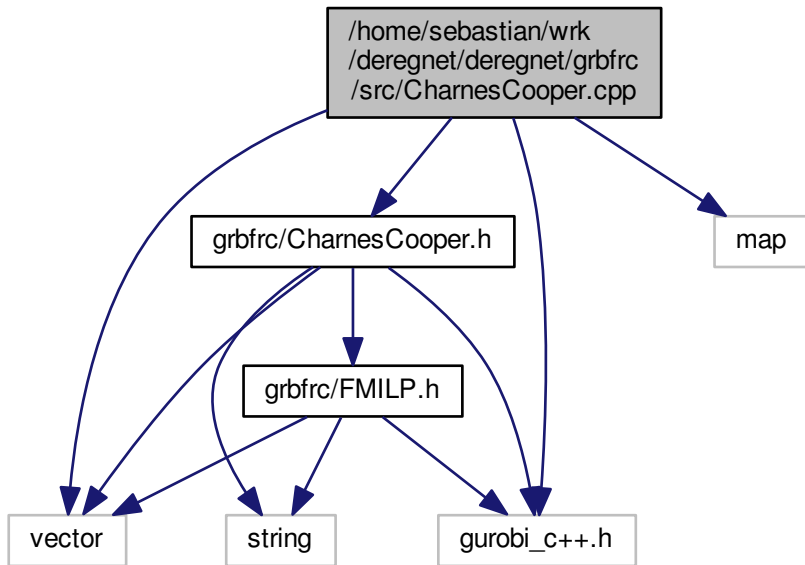 /home/sebastian/wrk
/deregnet/deregnet/grbfrc
/src/CharnesCooper.cpp
grbfrc/CharnesCooper.h
map
grbfrc/FMILP.h
vector
string
gurobi_c++.h